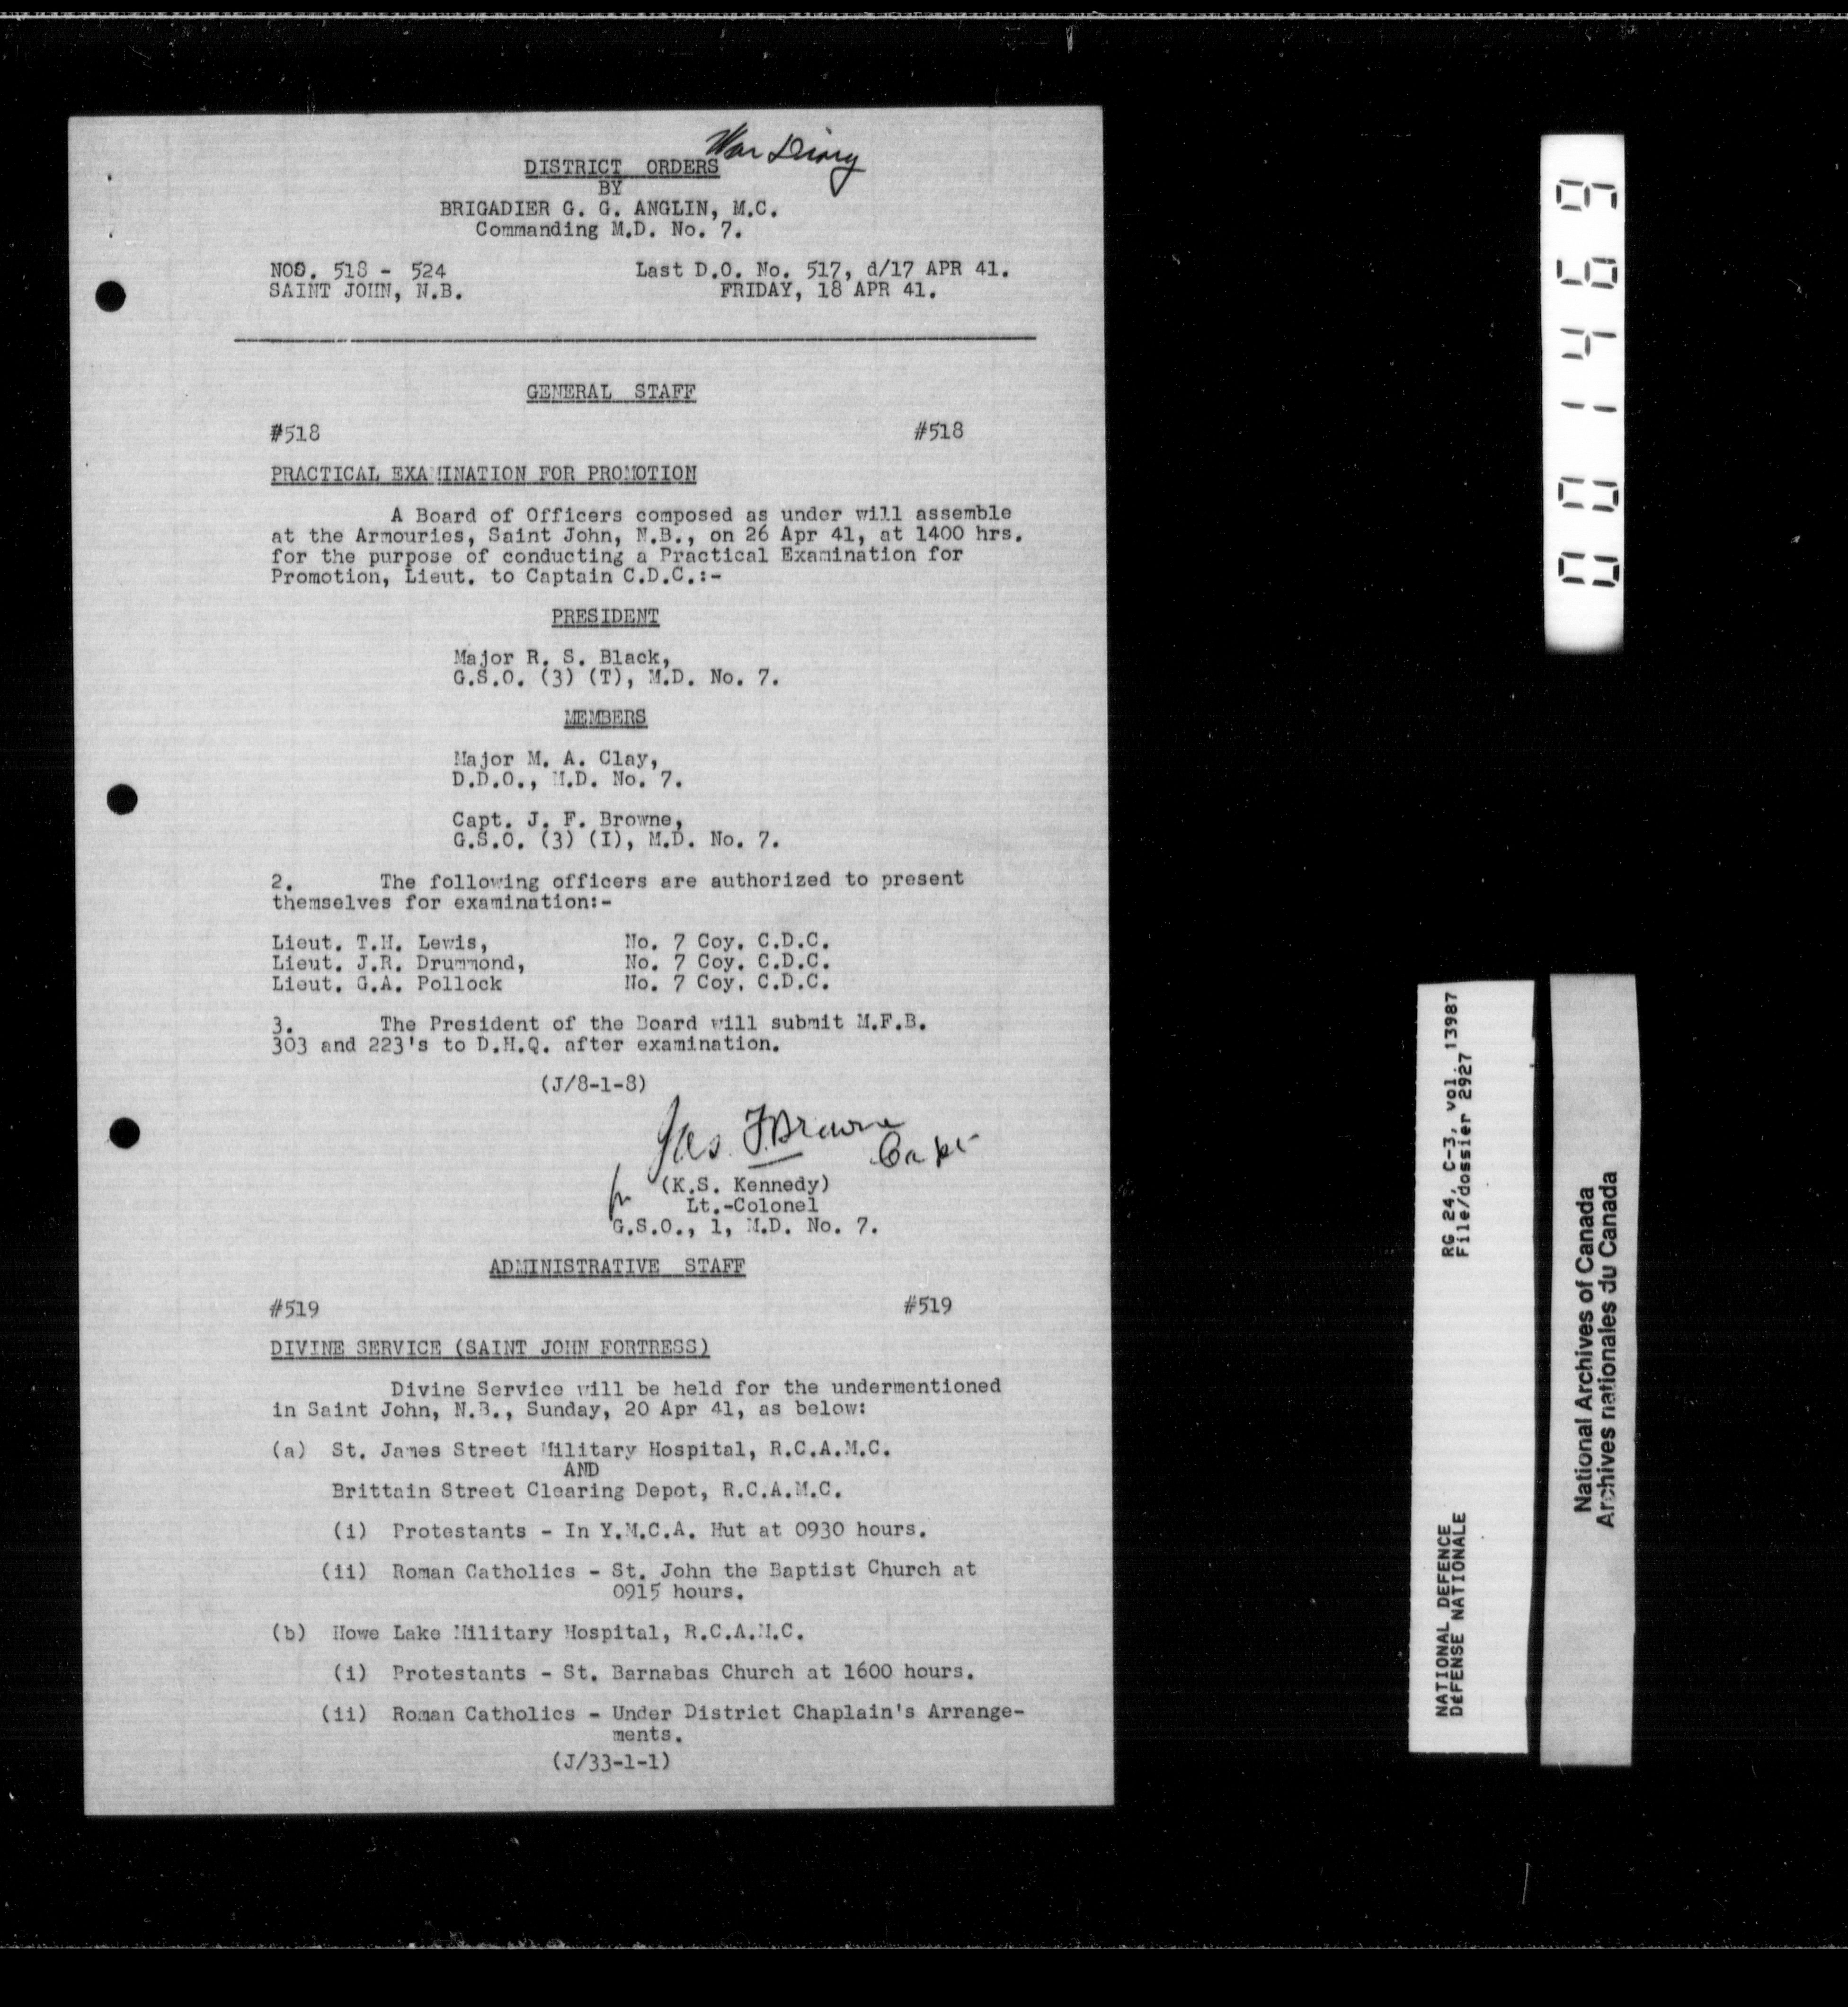 War Diary
DISTRICT ORDERS
BY
BRIGADIER G. G. ANGLIN, M.C.
Commanding M.D. No. 7.
NOS. 518 - 524 Last D.O. No. 517, d/17 APR 41.
SAINT JOHN, N.B. FRIDAY, 18 APR 41.
GENERAL STAFF
#518 #518
PRACTICAL EXAMINATION FOR PROMOTION
A Board of Officers composed as under will assemble
at the Armouries, Saint John, N.B., on 26 Apr 41, at 1400 hrs.
for the purpose of conducting a Practical Examination for
Promotion, Lieut. to Captain C.D.C.:-
PRESIDENT
Major R. S. Black,
G.S.O. (3) (T), M.D. No. 7.
MEMBERS
Major M. A. Clay,
D.D.O., M.D. No. 7.
Capt. J. F. Browne,
G.S.O. (3) (I), M.D. No. 7.
2. The following officers are authorized to present
themselves for examination:-
Lieut. T.H. Lewis, No. 7 Coy. C.D.C.
Lieut. J.R. Drummond, No. 7 Coy. C.D.C.
Lieut. G.A. Pollock No. 7 Coy. C.D.C.
3. The President of the Board will submit M.F.B.
303 and 223's to D.H.Q. after examination.
(J/8-1-8)
Jas. F Browne
Capt
for (K.S. Kennedy)
Lt.-Colonel
G.S.O., 1, M.D. No. 7.
ADMINISTRATIVE STAFF
#519 #519
DIVINE SERVICE (SAINT JOHN FORTRESS)
Divine Service will be held for the undermentioned
in Saint John, N.B., Sunday, 20 Apr 41, as below:
(a) St. James Street Military Hospital, R.C.A.M.C.
AND
Brittain Street Clearing Depot, R.C.A.M.C.
(i) Protestants - In Y.M.C.A. Hut at 0930 hours.
(ii) Roman Catholics - St. John the Baptist Church at
0915 hours.
(b) Howe Lake Military Hospital, R.C.A.M.C.
(i) Protestants - St. Barnabas Church at 1600 hours.
(ii) Roman Catholics - Under District Chaplain's Arrange-
ments.
(J/33-1-1)
001469
NATIONAL DEFENCE RG 24, C-3, vol. 13987
DéFENSE NATIONALE File/dossier 2927
National Archives of Canada
Archives nationales du Canada